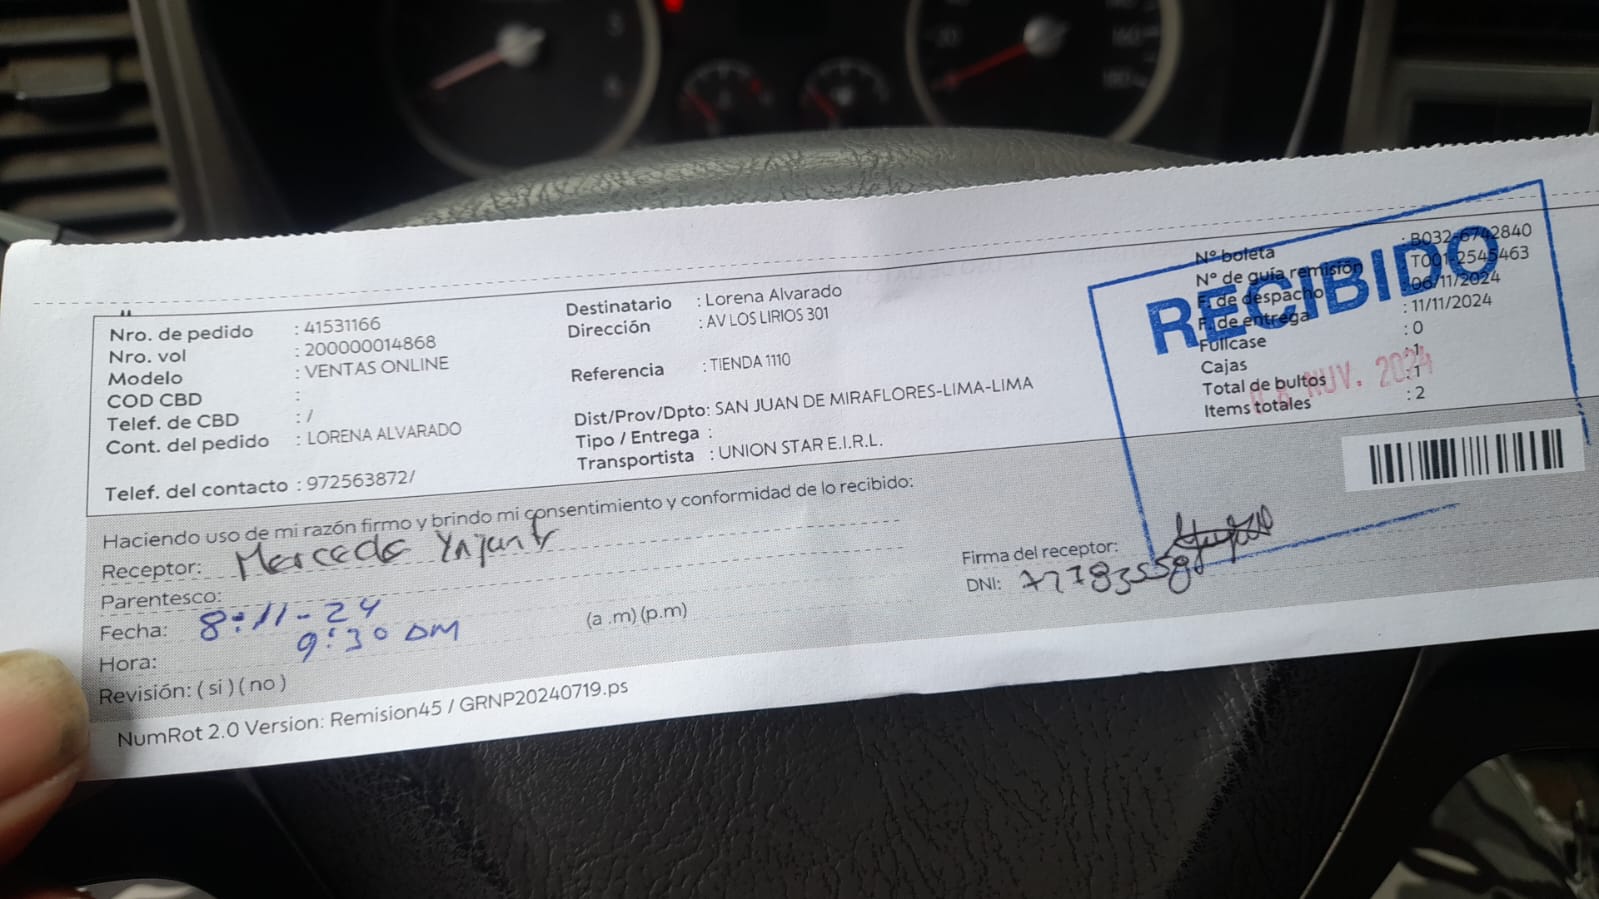 Nro. de pedido : 41531166
Nro. vol : 200000014868
Modelo : VENTAS ONLINE
COD CBD :
Telef. de CBD : /
Cont. del pedido : LORENA ALVARADO
Telef. del contacto : 972563872/
Destinatario : Lorena Alvarado
Dirección : AV LOS LIRIOS 301
Referencia : TIENDA 1110
Dist/Prov/Dpto: SAN JUAN DE MIRAFLORES-LIMA-LIMA
Tipo / Entrega :
Transportista : UNION STAR E.I.R.L.
N° boleta : B032-6742840
N° de guía remisión : T001-2545463
F. de despacho : 06/11/2024
F. de entrega : 11/11/2024
Fullcase : 0
Cajas : 1
Total de bultos : 1
Items totales : 2
RECIBIDO
NOV. 2024
Haciendo uso de mi razón firmo y brindo mi consentimiento y conformidad de lo recibido:
Receptor: Mercede
Parentesco:
Fecha: 8-11-24
Hora: 9:30 am (a .m) (p.m)
Revisión: ( si ) ( no )
Firma del receptor:
DNI: 77783558
NumRot 2.0 Version: Remision45 / GRNP20240719.ps